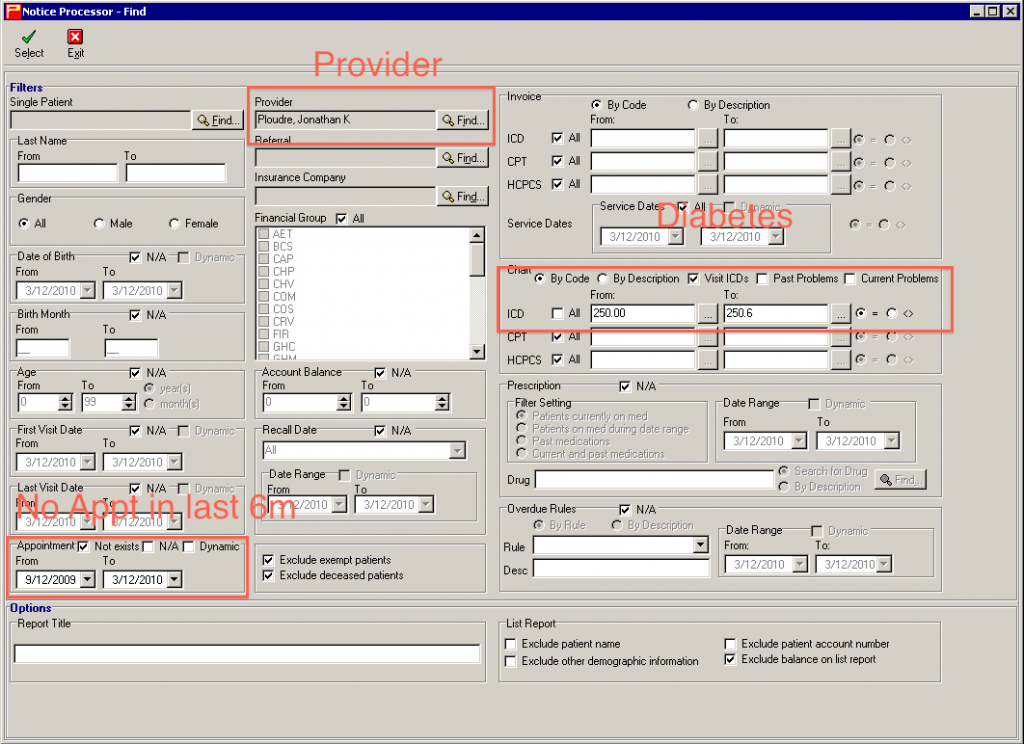 Notice Processor - Find
Select
Exit
Provider
Filters
Single Patient
Find...
Last Name
From To
Gender
All Male Female
Date of Birth N/A Dynamic
From To
3/12/2010 3/12/2010
Birth Month N/A
From To
Age N/A
From To
0 99
year(s)
month(s)
First Visit Date N/A Dynamic
From To
3/12/2010 3/12/2010
Last Visit Date N/A Dynamic
No Appt in last 6m
From To
3/12/2010 3/12/2010
Appointment Not exists N/A Dynamic
From To
9/12/2009 3/12/2010
Provider
Ploudre, Jonathan K Find...
Referral
Find...
Insurance Company
Find...
Financial Group All
AET
BCS
CAP
CHP
CHV
COM
COS
CRV
FIR
GHC
GHM
Account Balance N/A
From To
0 0
Recall Date N/A
All
Date Range Dynamic
From To
3/12/2010 3/12/2010
Exclude exempt patients
Exclude deceased patients
Invoice
By Code By Description
From: To:
ICD All ... ... = <>
CPT All ... ... = <>
HCPCS All ... ... = <>
Service Dates All Dynamic
Diabetes
Service Dates 3/12/2010 3/12/2010 = <>
Chart
By Code By Description Visit ICDs Past Problems Current Problems
From: To:
ICD All 250.00 ... 250.6 ... = <>
CPT All ... ... = <>
HCPCS All ... ... = <>
Prescription N/A
Filter Setting
Patients currently on med
Patients on med during date range
Past medications
Current and past medications
Date Range Dynamic
From To
3/12/2010 3/12/2010
Drug
Search for Drug
By Description
Find...
Overdue Rules N/A
By Rule By Description
Rule
Desc
Date Range Dynamic
From: To:
3/12/2010 3/12/2010
Options
Report Title
List Report
Exclude patient name
Exclude other demographic information
Exclude patient account number
Exclude balance on list report